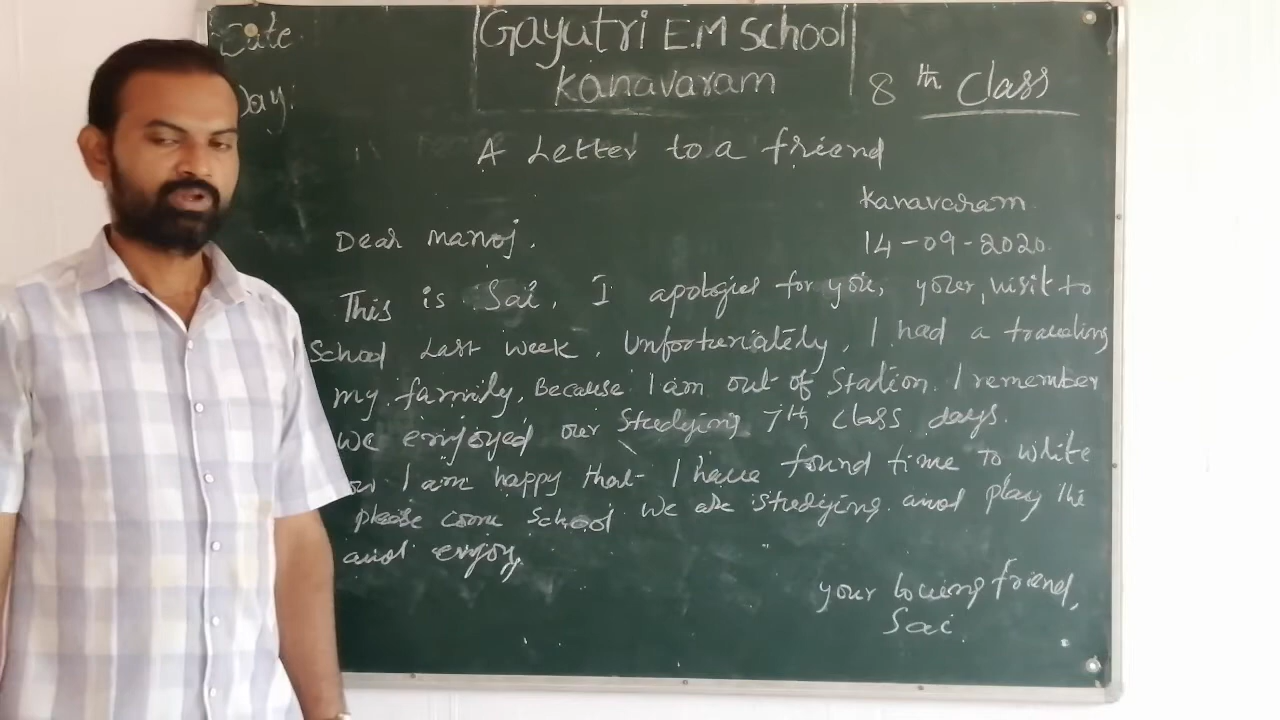 Date
Day:
Gayatri E.M School
Kanavaram
8th Class
A Letter to a friend
Kanavaram
14-09-2020.
Dear Manoj,
This is Sai, I apologies for you, your, visit to
School Last week. Unfortunately, I had a traveling
my family, Because I am out of Station. I remember
we enjoyed our Studying 7th class days.
I am happy that I have found time to write
please come School we are studying and play the
and enjoy.
your loving friend,
Sai.